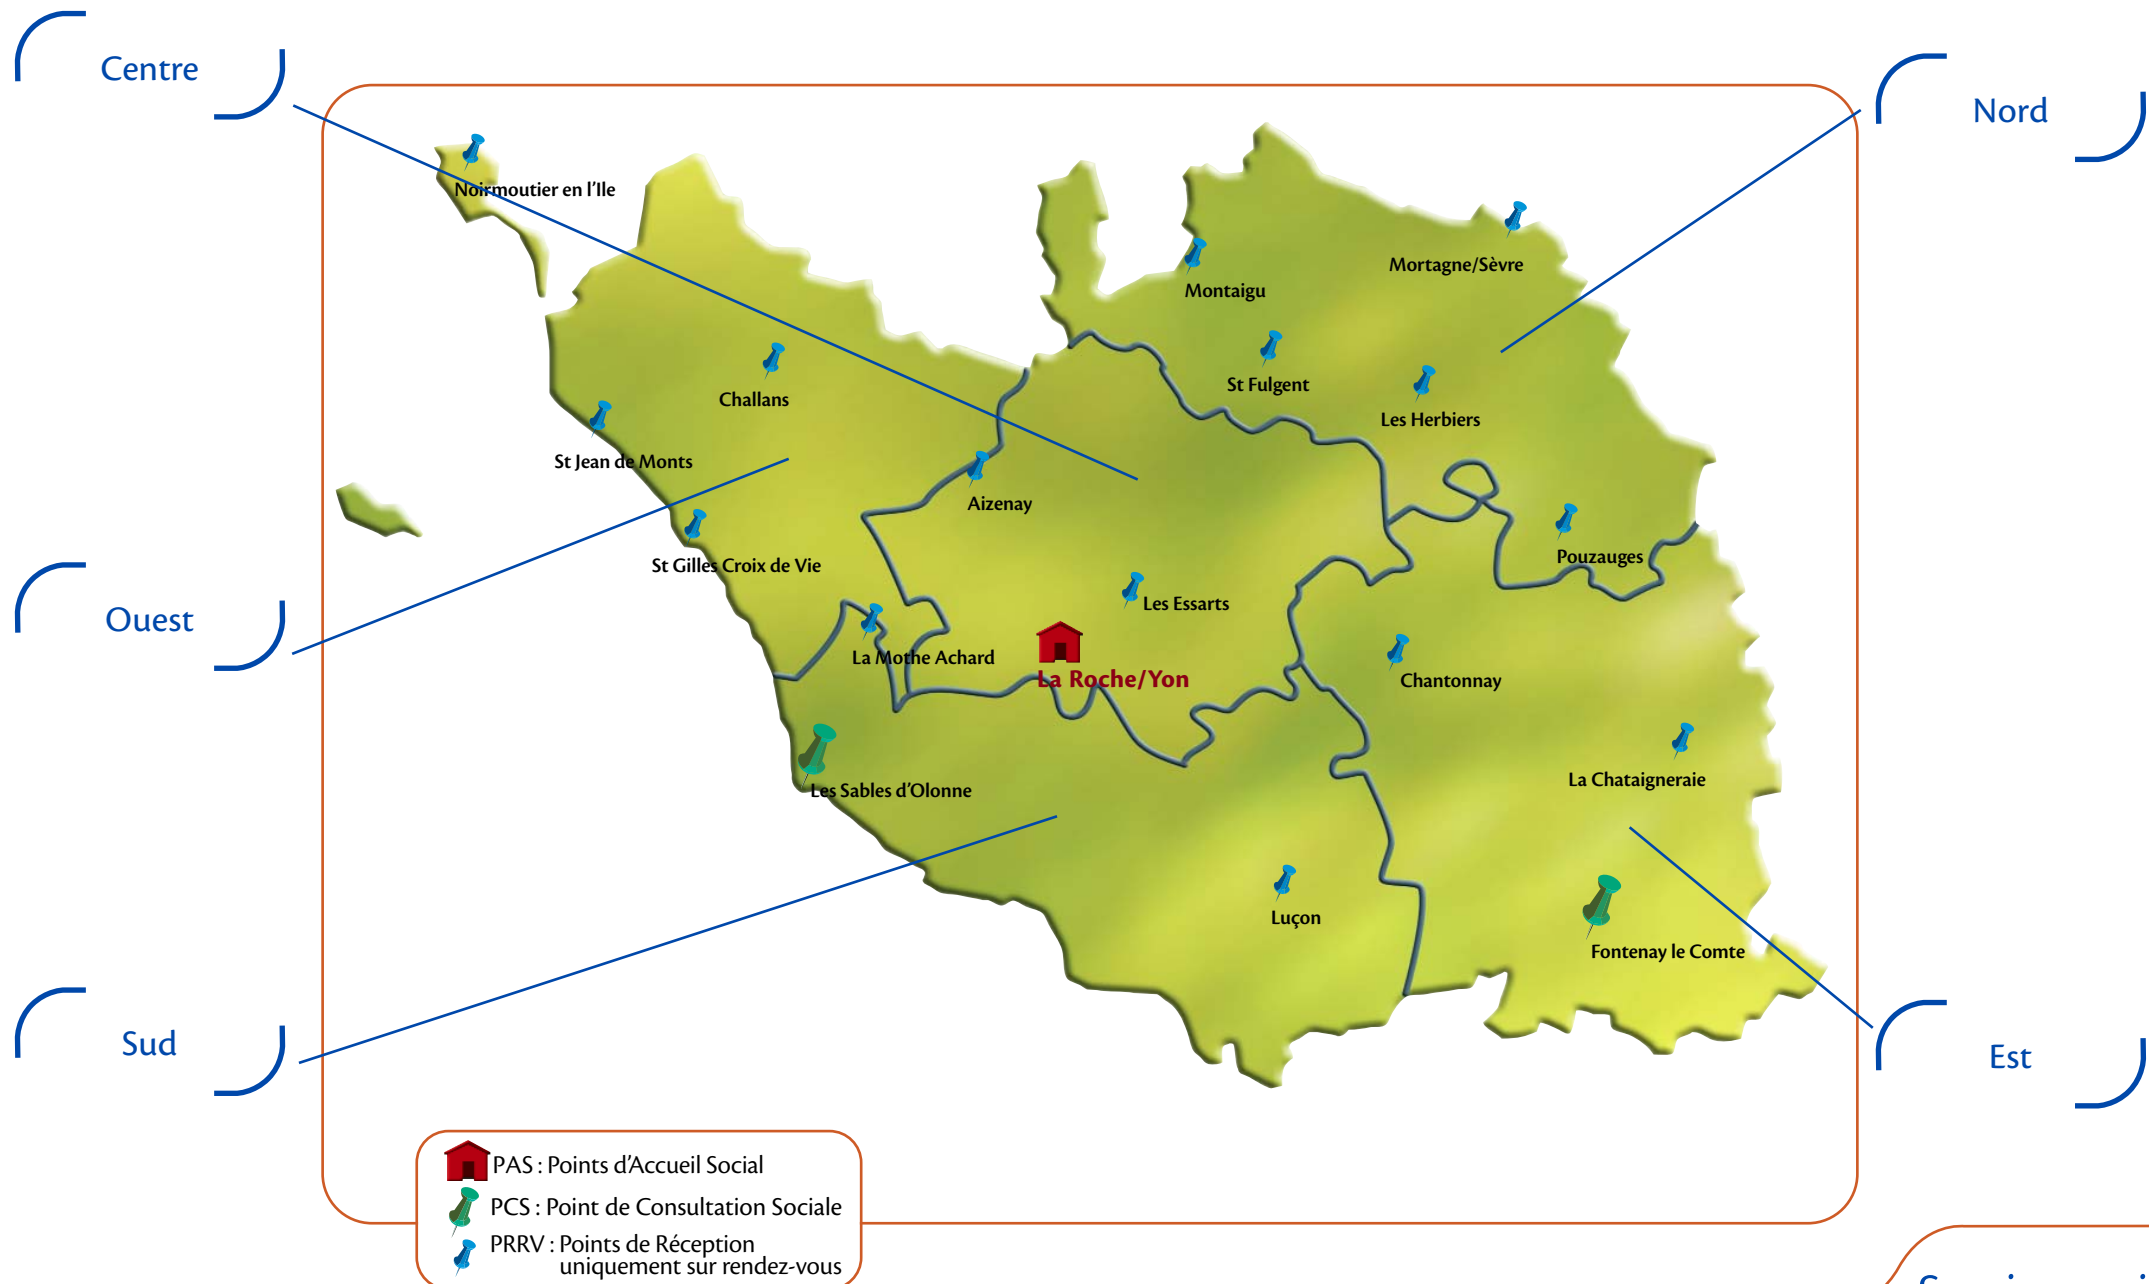 Centre
Nord
Noirmoutier en l'Ile
Mortagne/Sèvre
Montaigu
St Fulgent
Challans
Les Herbiers
St Jean de Monts
Aizenay
Pouzauges
St Gilles Croix de Vie
Les Essarts
Ouest
La Mothe Achard
La Roche/Yon
Chantonnay
La Chataigneraie
Les Sables d'Olonne
Luçon
Fontenay le Comte
Sud
Est
PAS : Points d'Accueil Social
PCS : Point de Consultation Sociale
PRRV : Points de Réception
uniquement sur rendez-vous